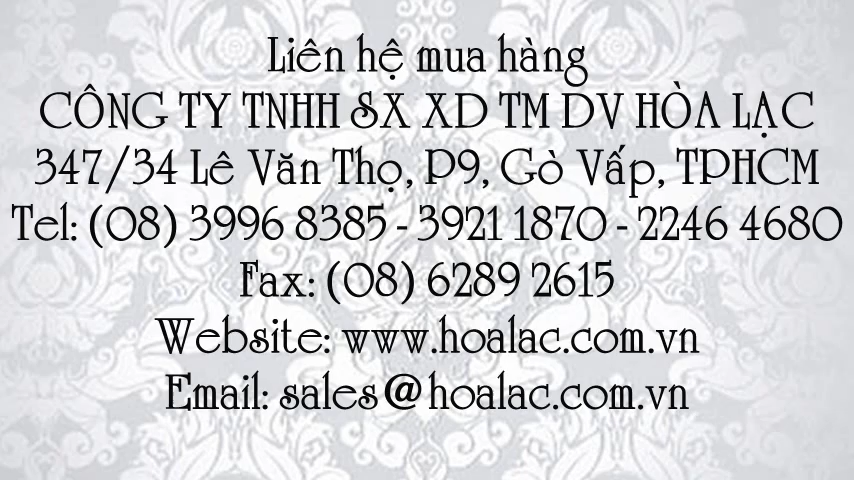 Liên hệ mua hàng
CÔNG TY TNHH SX XD TM DV HÒA LẠC
347/34 Lê Văn Thọ, P9, Gò Vấp, TPHCM
Tel: (08) 3996 8385 - 3921 1870 - 2246 4680
Fax: (08) 6289 2615
Website: www.hoalac.com.vn
Email: sales@hoalac.com.vn